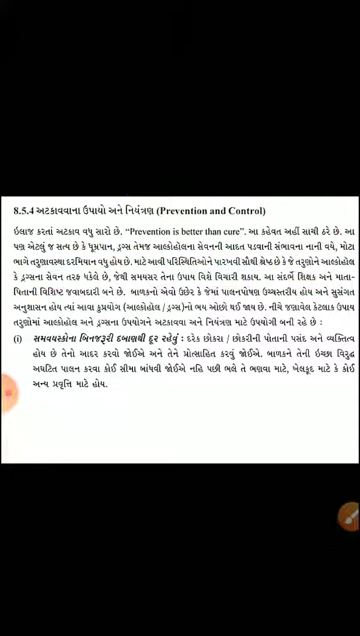 8.5.4 અટકાવવાના ઉપાયો અને નિયંત્રણ (Prevention and Control)
ઇલાજ કરતાં અટકાવ વધુ સારો છે. “Prevention is better than cure”. આ કહેવત અહીં સાચી ઠરે છે. આ
પણ એટલું જ સત્ય છે કે ધૂમ્રપાન, ડ્રગ્સ તેમજ આલ્કોહોલના સેવનની આદત પડવાની સંભાવના નાની વયે, મોટા
ભાગે તરુણાવસ્થા દરમિયાન વધુ હોય છે. માટે આવી પરિસ્થિતિઓને પારખવી સૌથી શ્રેષ્ઠ છે કે જે તરુણોને આલ્કોહોલ
કે ડ્રગ્સના સેવન તરફ ધકેલે છે, જેથી સમયસર તેના ઉપાય વિશે વિચારી શકાય. આ સંદર્ભે શિક્ષક અને માતા-
પિતાની વિશિષ્ટ જવાબદારી બને છે. બાળકનો એવો ઉછેર કે જેમાં પાલનપોષણ ઉચ્ચસ્તરીય હોય અને સુસંગત
અનુશાસન હોય ત્યાં આવા કુપ્રયોગ (આલ્કોહોલ / ડ્રગ્સ)નો ભય ઓછો થઈ જાય છે. નીચે જણાવેલ કેટલાક ઉપાય
તરુણોમાં આલ્કોહોલ અને ડ્રગ્સના ઉપયોગને અટકાવવા અને નિયંત્રણ માટે ઉપયોગી બની રહે છે :
(i) સમવયસ્કોના બિનજરૂરી દબાણથી દૂર રહેવું : દરેક છોકરા / છોકરીની પોતાની પસંદ અને વ્યક્તિત્વ
હોય છે તેનો આદર કરવો જોઈએ અને તેને પ્રોત્સાહિત કરવું જોઈએ. બાળકને તેની ઇચ્છા વિરુદ્ધ
અઘટિત પાલન કરવા કોઈ સીમા બાંધવી જોઈએ નહિ પછી ભલે તે ભણવા માટે, ખેલકૂદ માટે કે કોઈ
અન્ય પ્રવૃત્તિ માટે હોય.